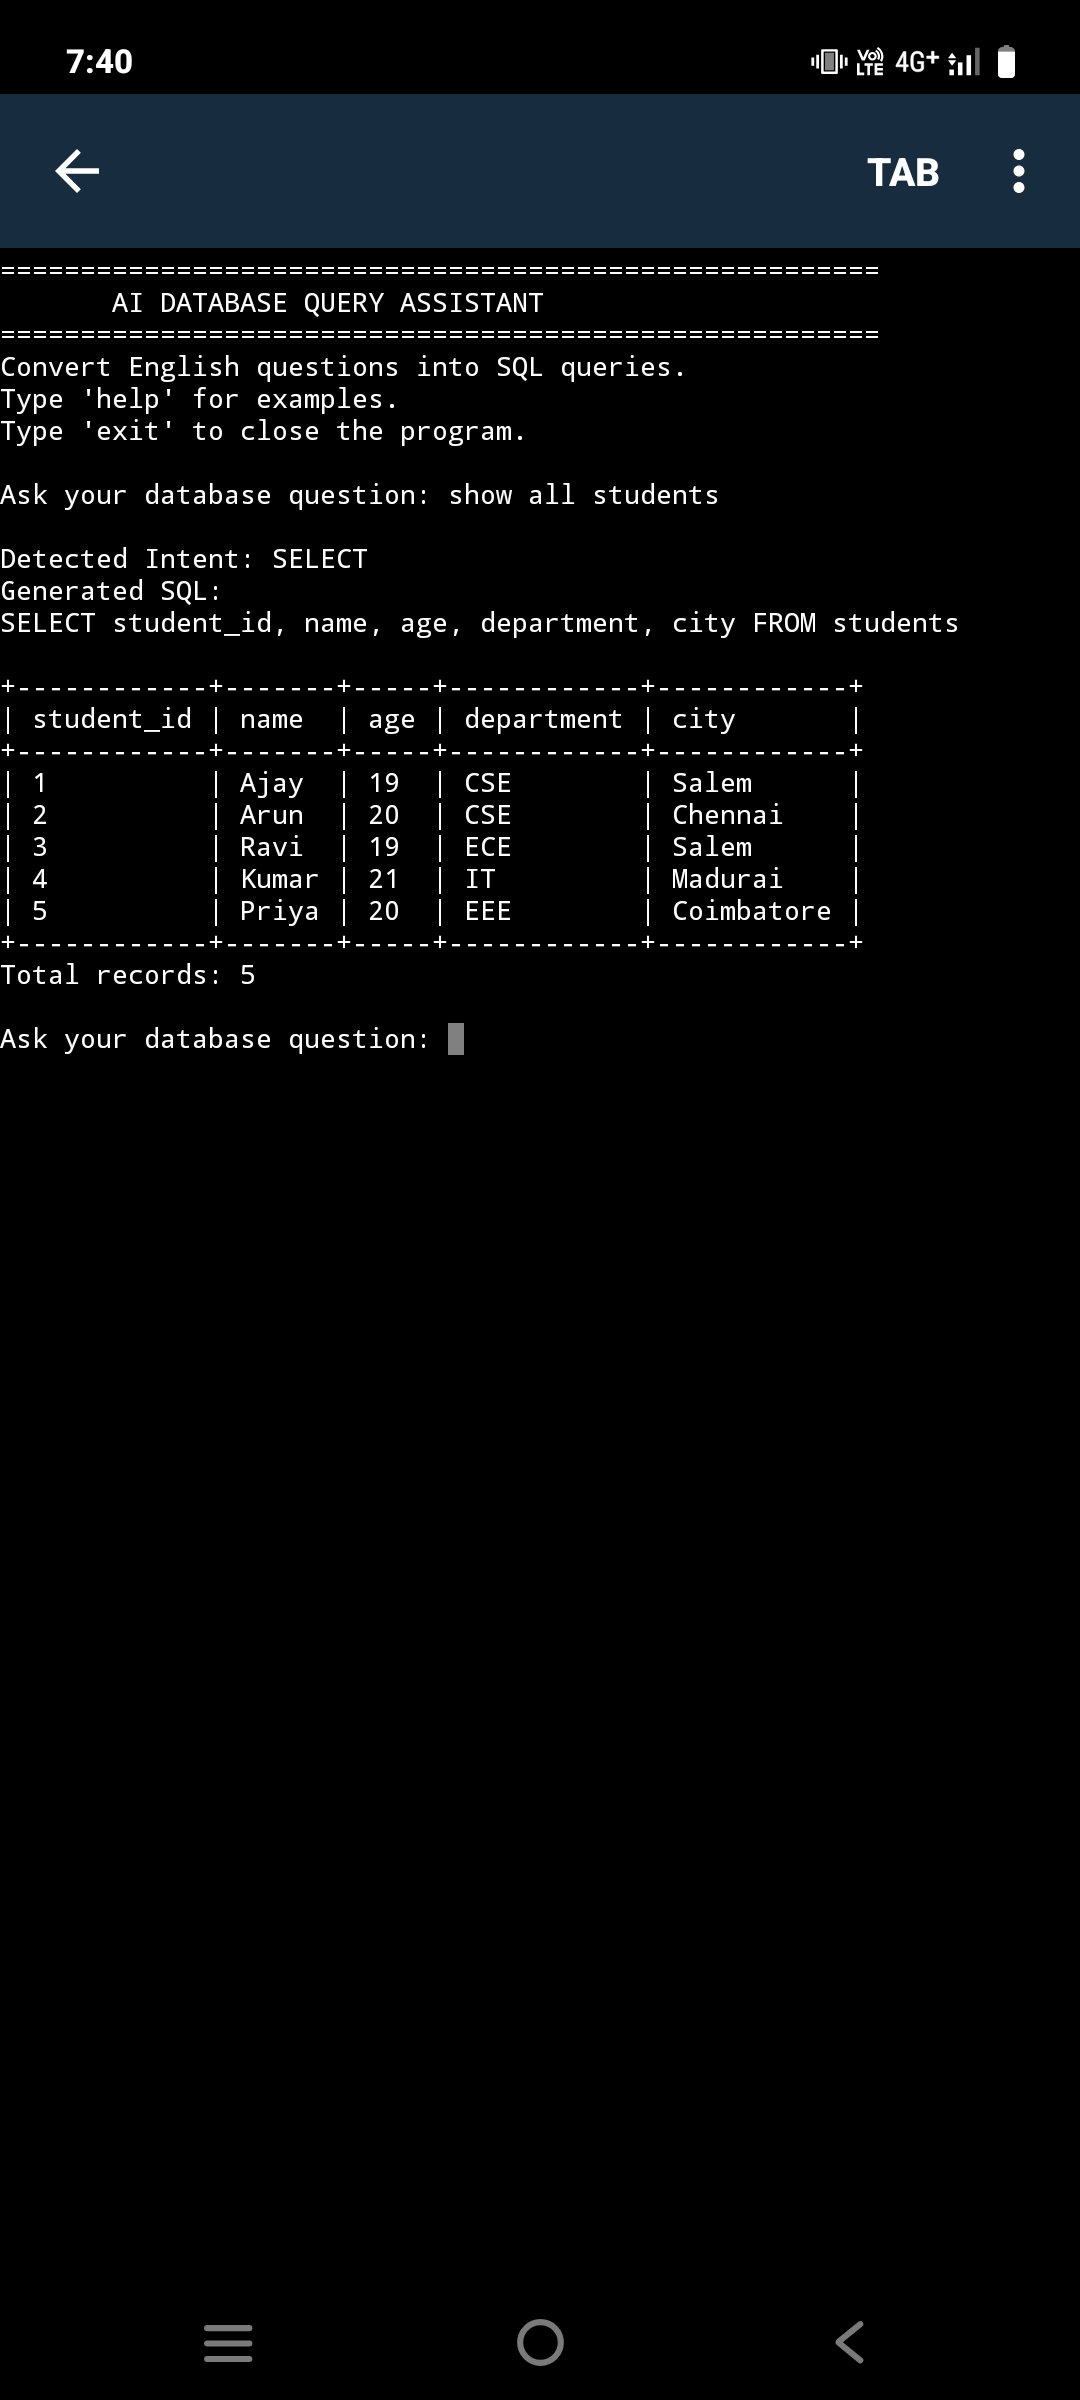 7:40
Vo LTE 4G+
TAB
=======================================================
       AI DATABASE QUERY ASSISTANT
=======================================================
Convert English questions into SQL queries.
Type 'help' for examples.
Type 'exit' to close the program.
Ask your database question: show all students
Detected Intent: SELECT
Generated SQL:
SELECT student_id, name, age, department, city FROM students
+------------+-------+-----+------------+------------+
| student_id | name  | age | department | city       |
+------------+-------+-----+------------+------------+
| 1          | Ajay  | 19  | CSE        | Salem      |
| 2          | Arun  | 20  | CSE        | Chennai    |
| 3          | Ravi  | 19  | ECE        | Salem      |
| 4          | Kumar | 21  | IT         | Madurai    |
| 5          | Priya | 20  | EEE        | Coimbatore |
+------------+-------+-----+------------+------------+
Total records: 5
Ask your database question: